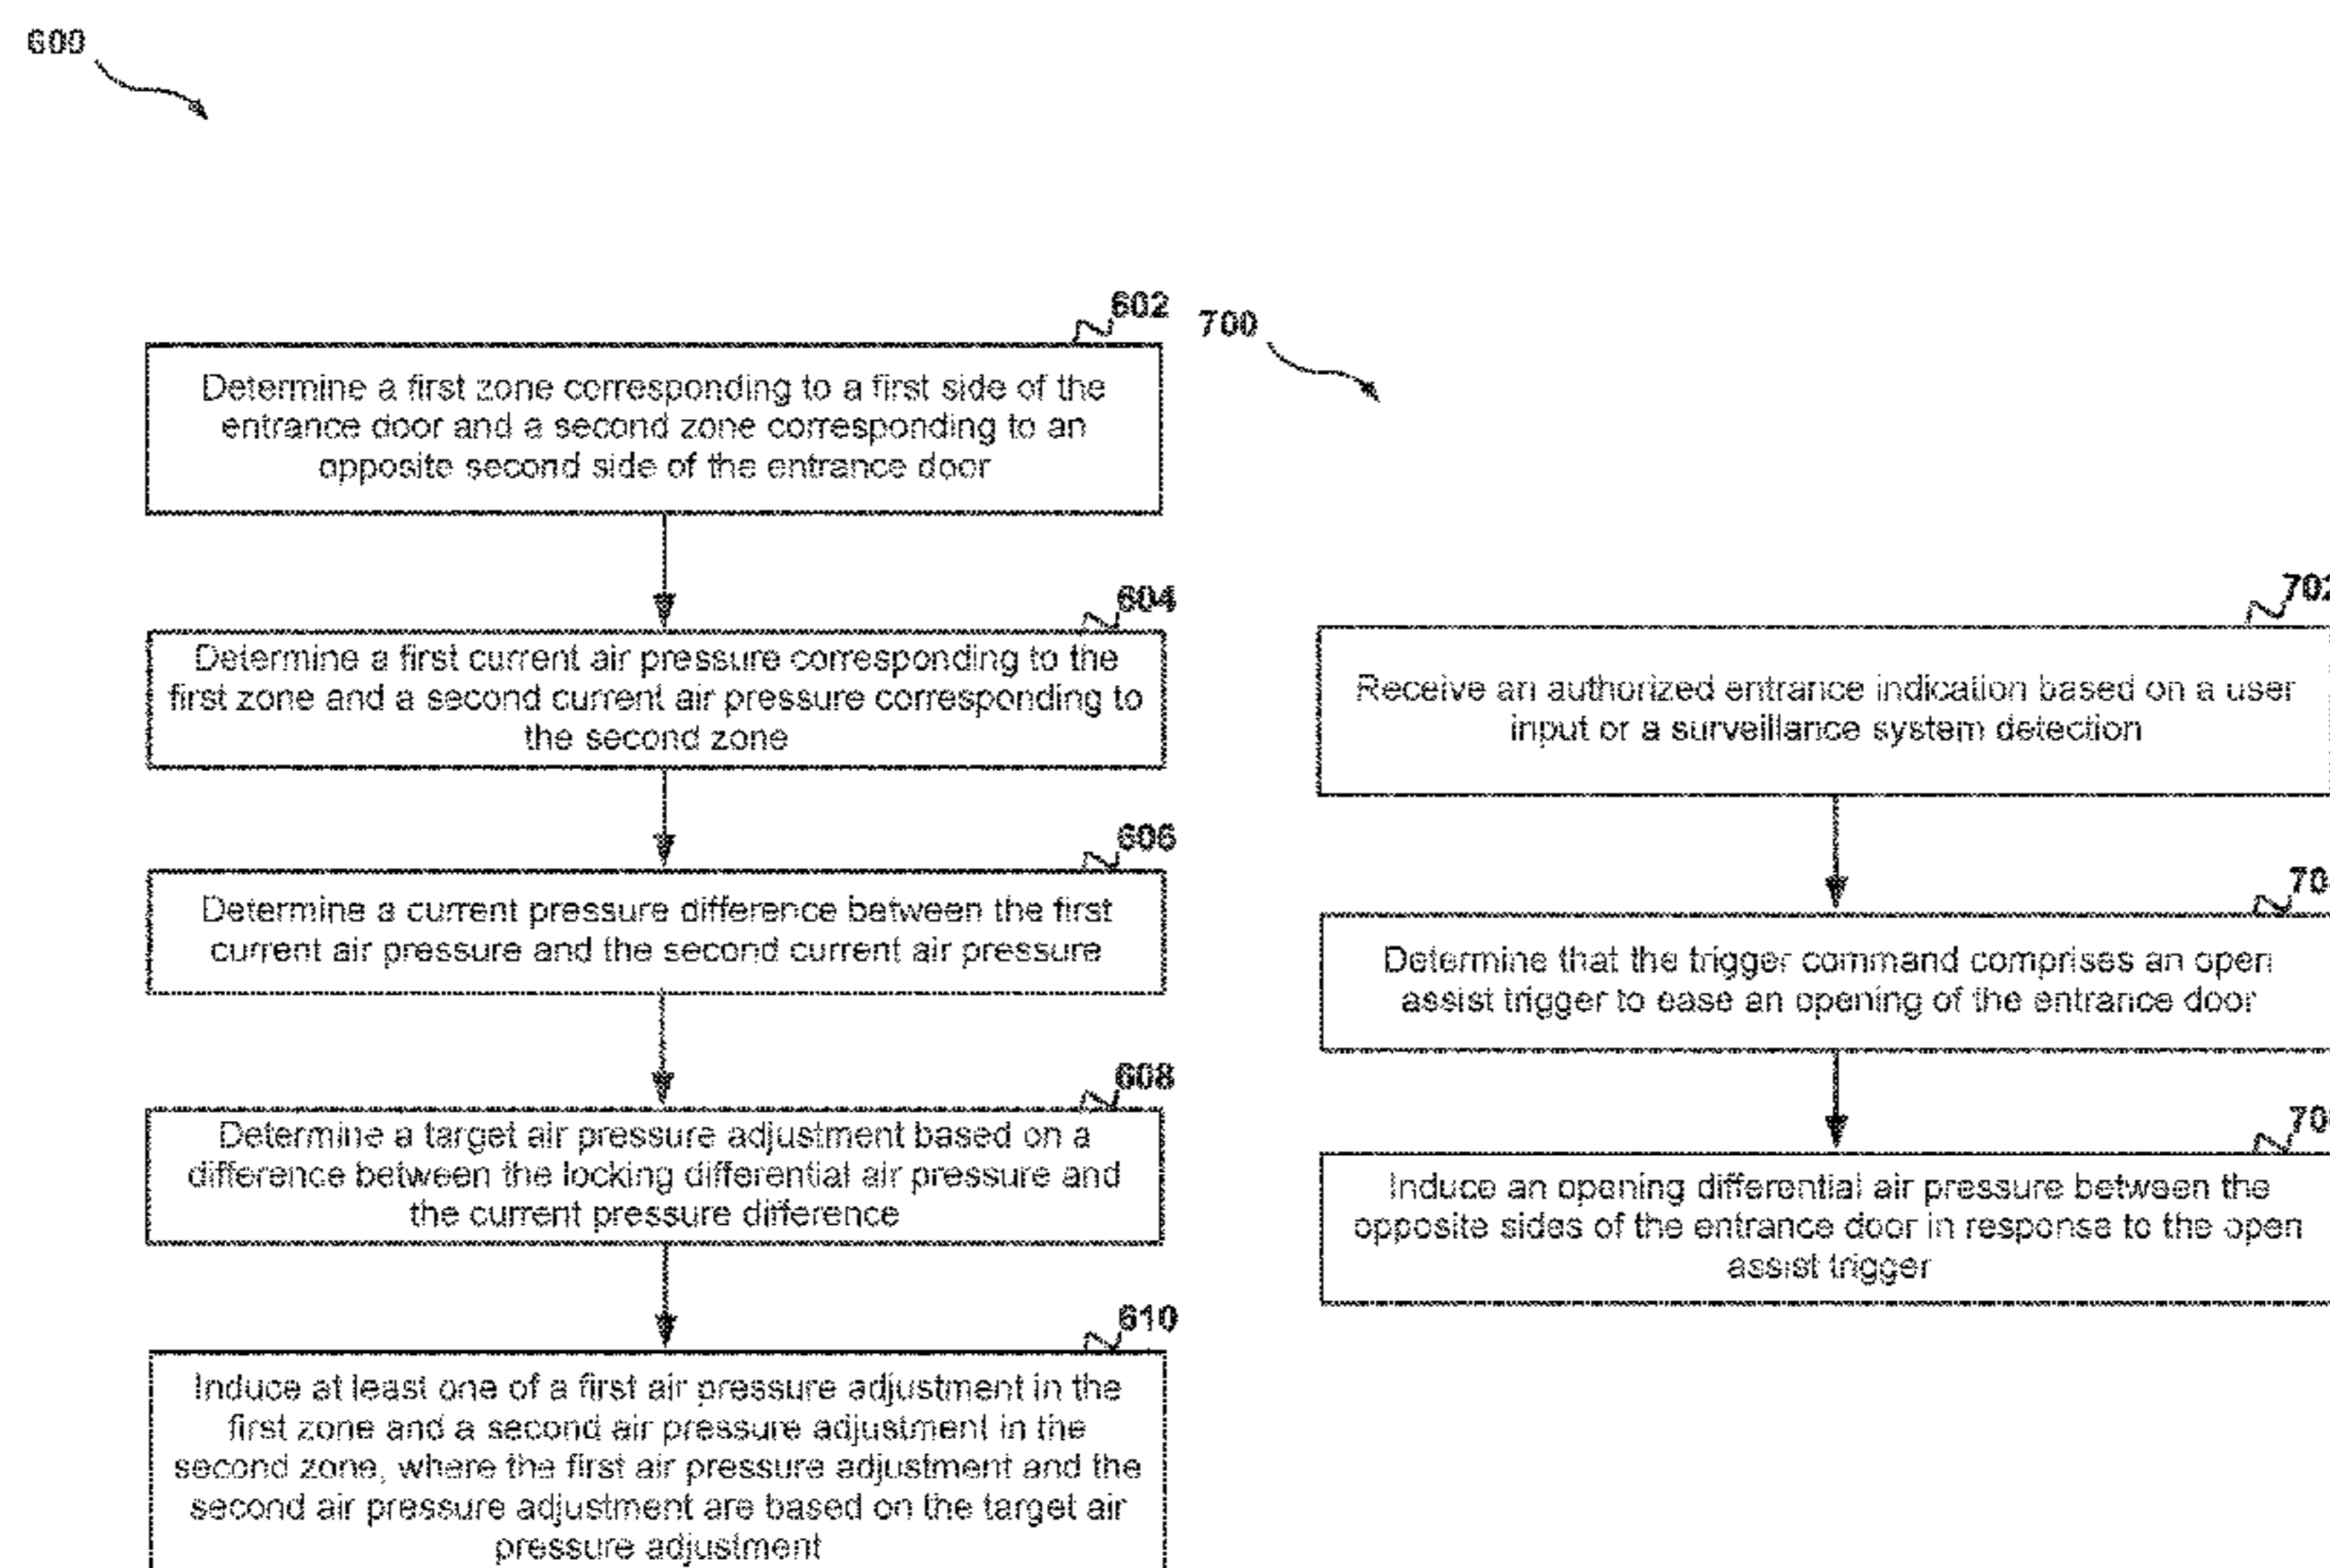 600
602
Determine a first zone corresponding to a first side of the
entrance door and a second zone corresponding to an
opposite second side of the entrance door
604
Determine a first current air pressure corresponding to the
first zone and a second current air pressure corresponding to
the second zone
606
Determine a current pressure difference between the first
current air pressure and the second current air pressure
608
Determine a target air pressure adjustment based on a
difference between the locking differential air pressure and
the current pressure difference
610
Induce at least one of a first air pressure adjustment in the
first zone and a second air pressure adjustment in the
second zone, where the first air pressure adjustment and the
second air pressure adjustment are based on the target air
pressure adjustment
700
702
Receive an authorized entrance indication based on a user
input or a surveillance system detection
Determine that the trigger command comprises an open
assist trigger to ease an opening of the entrance door
Induce an opening differential air pressure between the
opposite sides of the entrance door in response to the open
assist trigger